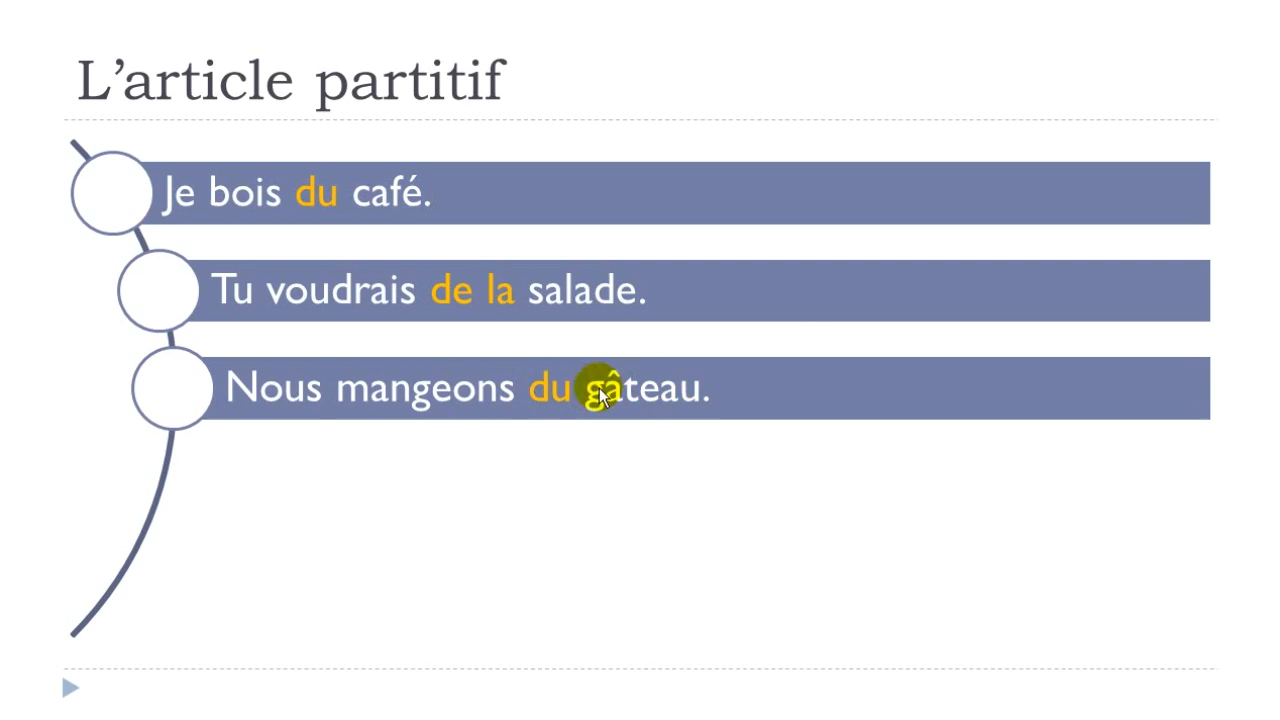 L’article partitif
Je bois du café.
Tu voudrais de la salade.
Nous mangeons du gâteau.